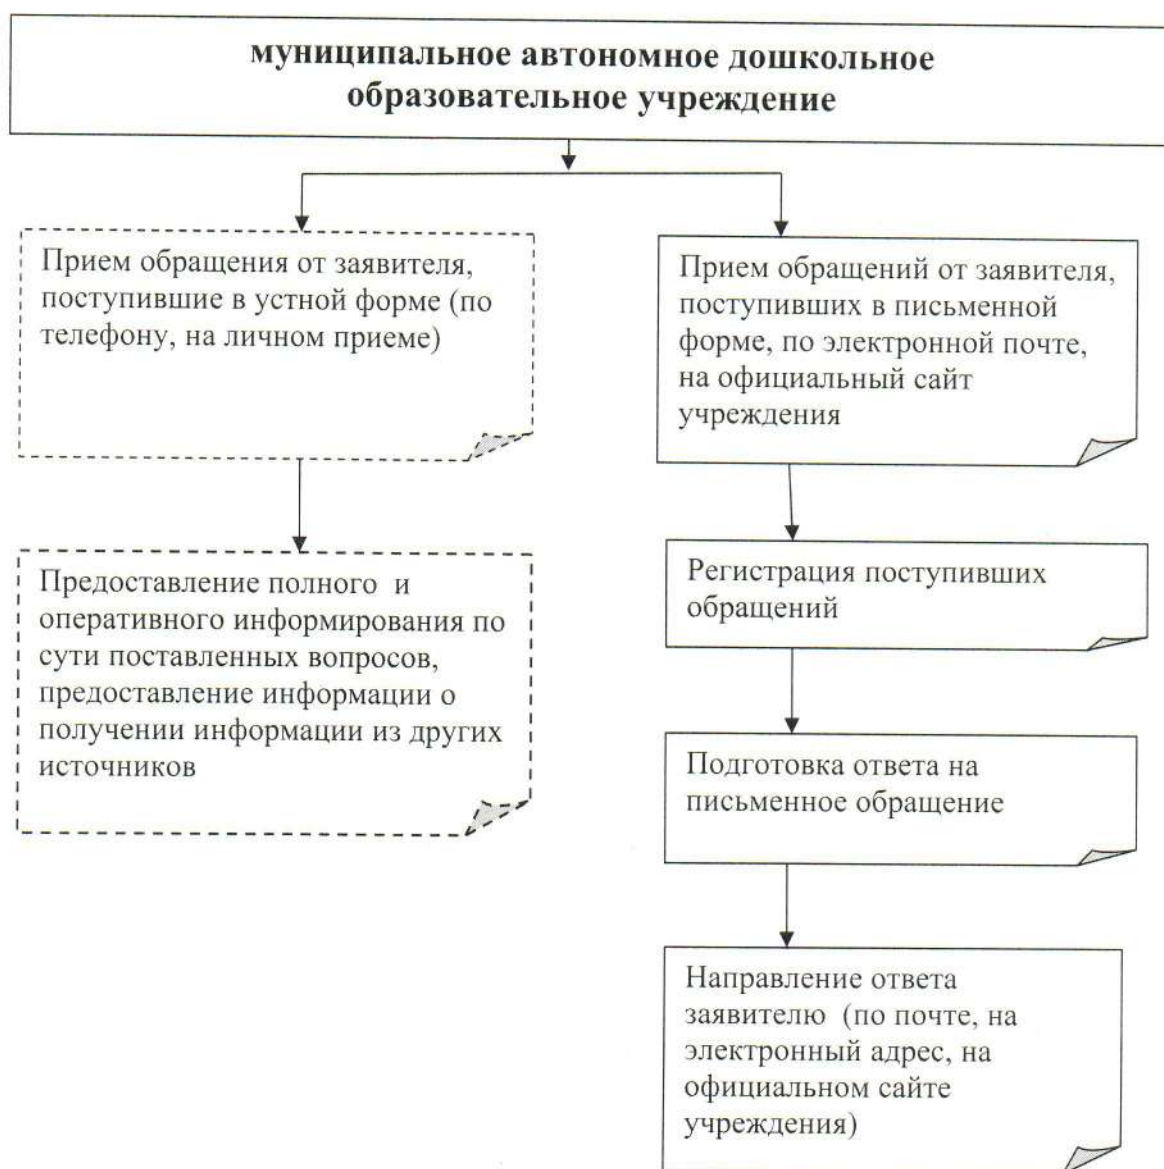 муниципальное автономное дошкольное
образовательное учреждение
Прием обращения от заявителя,
поступившие в устной форме (по
телефону, на личном приеме)
Предоставление полного и
оперативного информирования по
сути поставленных вопросов,
предоставление информации о
получении информации из других
источников
Прием обращений от заявителя,
поступивших в письменной
форме, по электронной почте,
на официальный сайт
учреждения
Регистрация поступивших
обращений
Подготовка ответа на
письменное обращение
Направление ответа
заявителю (по почте, на
электронный адрес, на
официальном сайте
учреждения)